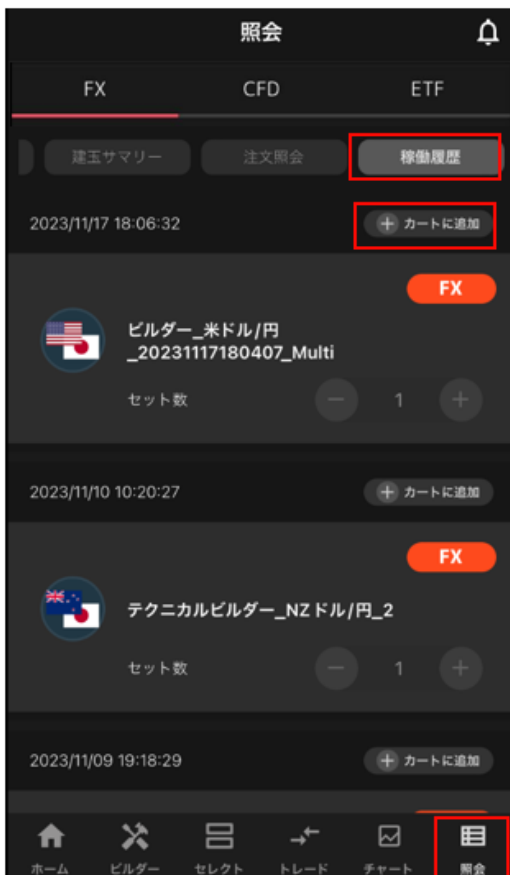 照会
FX
CFD
ETF
建玉サマリー
注文照会
稼働履歴
2023/11/17 18:06:32
カートに追加
FX
ビルダー_米ドル/円
_20231117180407_Multi
セット数
1
2023/11/10 10:20:27
カートに追加
FX
テクニカルビルダー_NZドル/円_2
セット数
1
2023/11/09 19:18:29
カートに追加
ホーム
ビルダー
セレクト
トレード
チャート
照会